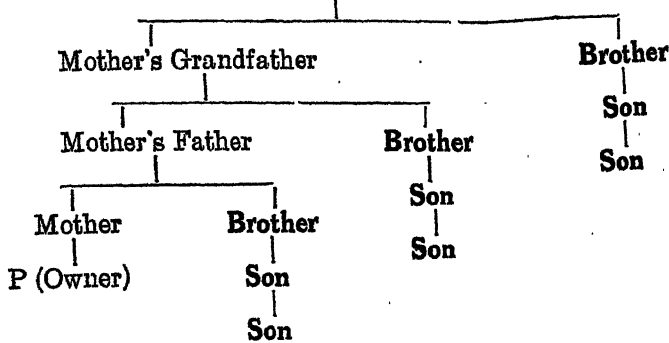 Mother's Grandfather Brother
Son
Mother's Father Brother Son
Son
Mother Brother Son
P (Owner) Son
Son